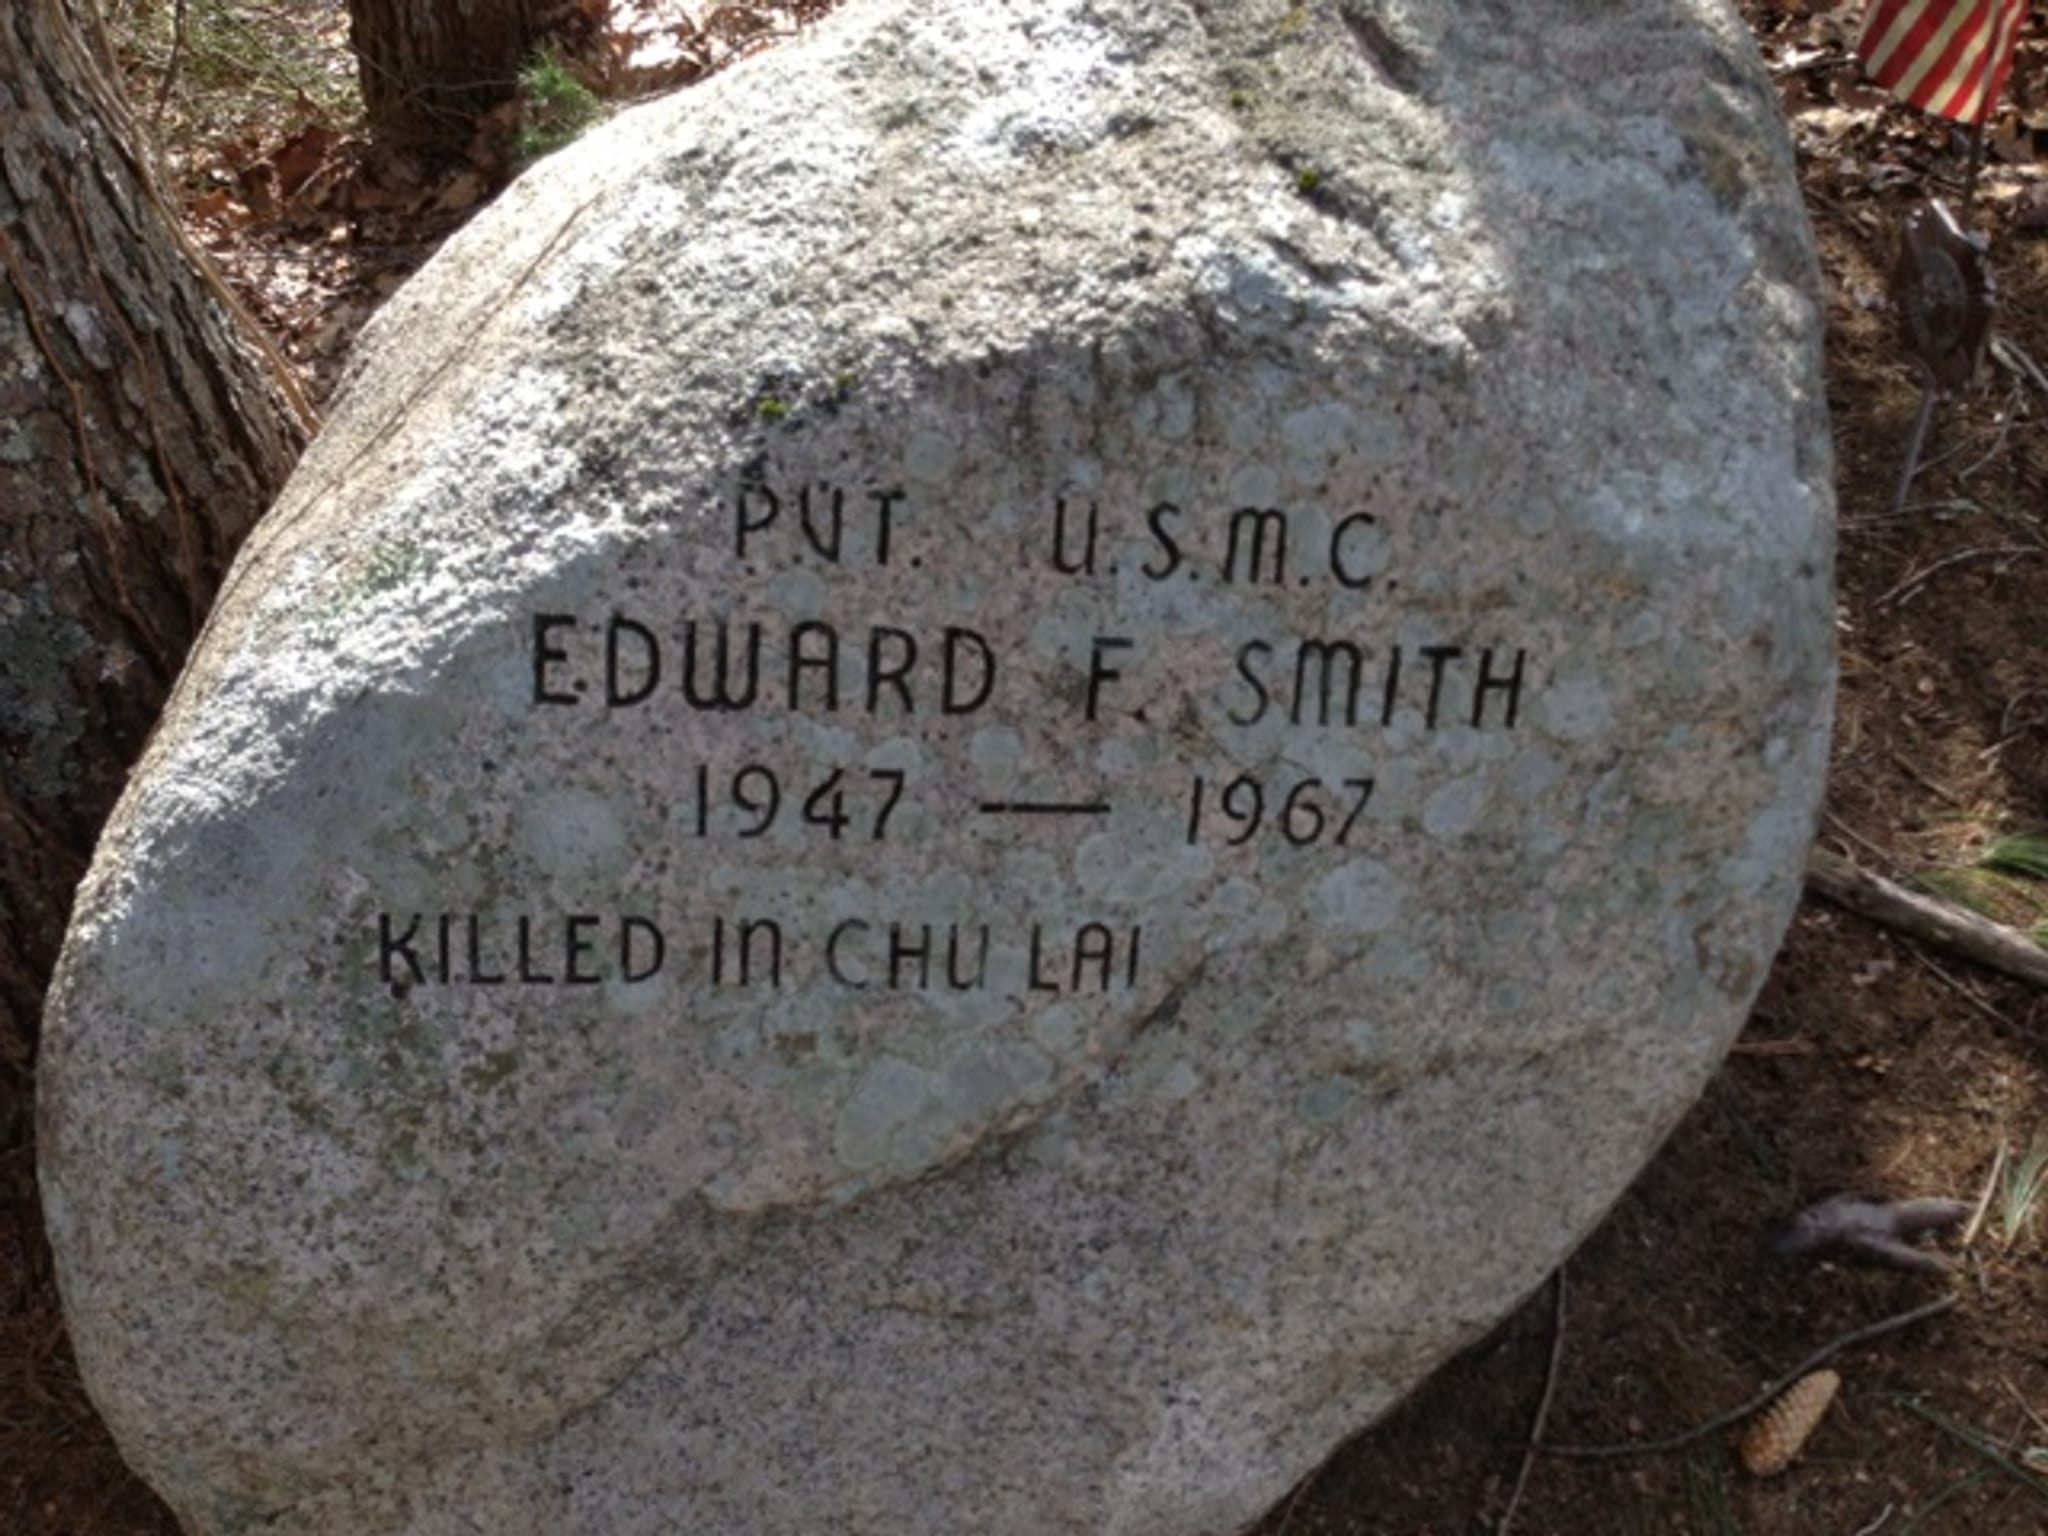 PVT. U.S.M.C.
EDWARD F. SMITH
1947 — 1967
KILLED IN CHU LAI